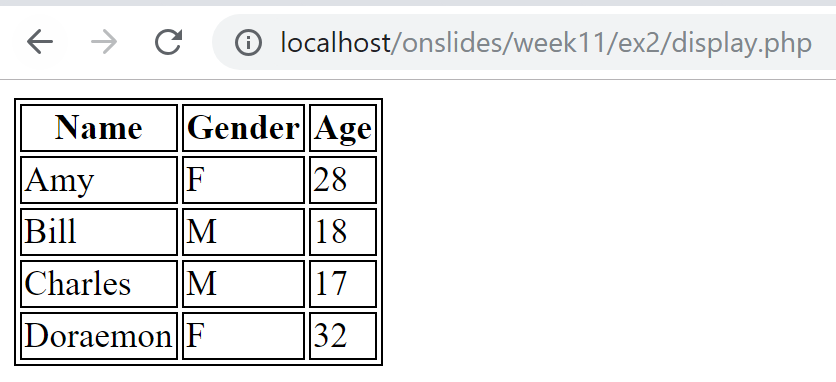 localhost/onslides/week11/ex2/display.php
Name Gender Age
Amy F 28
Bill M 18
Charles M 17
Doraemon F 32